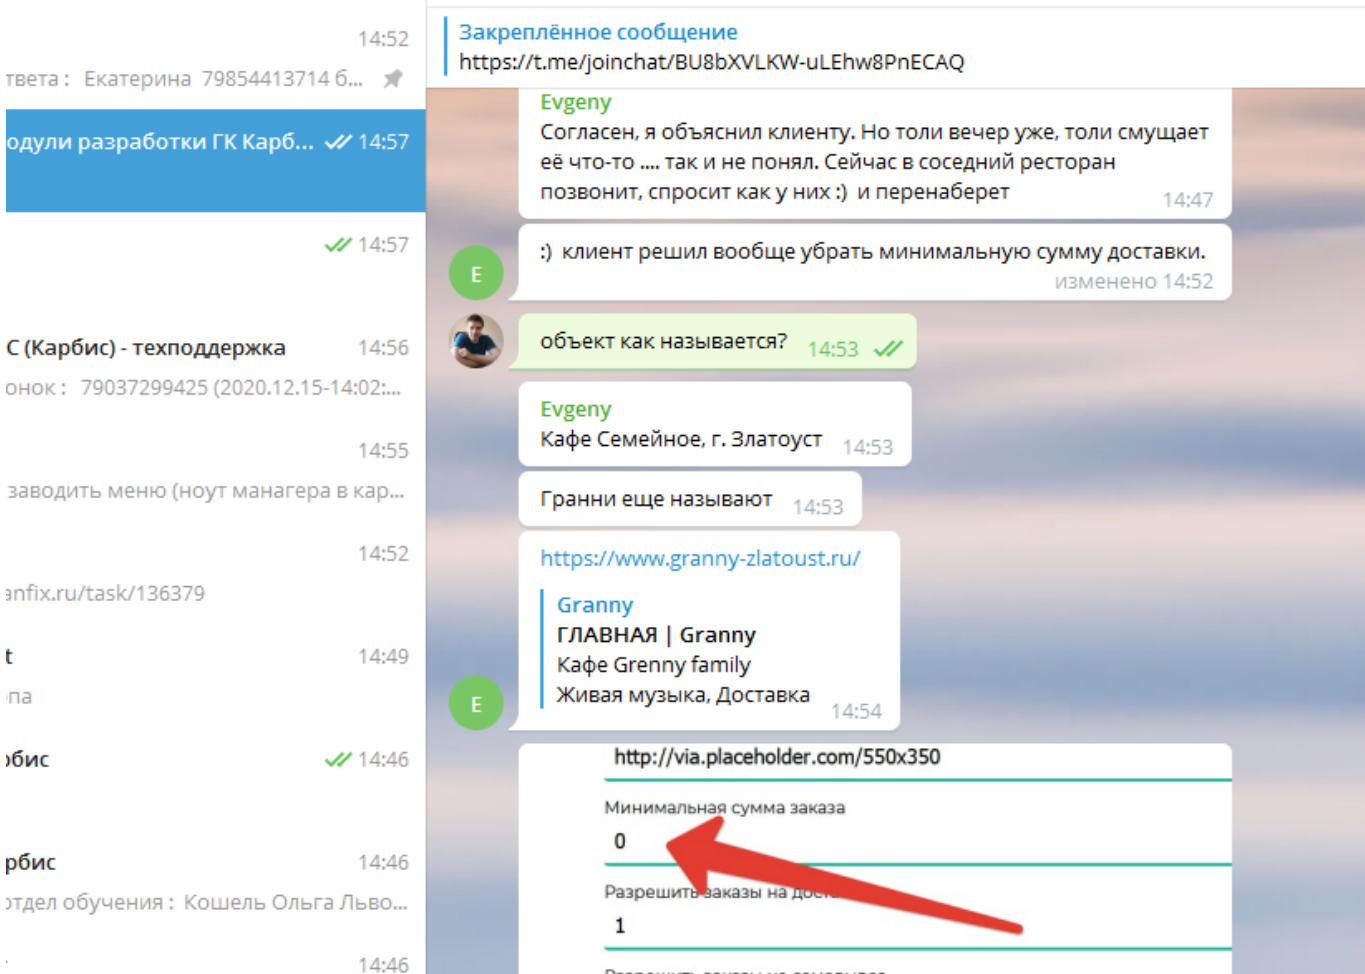 14:52
твета : Екатерина 79854413714 б...
одули разработки ГК Карб... 14:57
14:57
С (Карбис) - техподдержка 14:56
онок : 79037299425 (2020.12.15-14:02:...
14:55
заводить меню (ноут манагера в кар...
14:52
anfix.ru/task/136379
t 14:49
па
рбис 14:46
рбис 14:46
отдел обучения : Кошель Ольга Льво...
14:46
Закреплённое сообщение
https://t.me/joinchat/BU8bXVLKW-uLEhw8PnECAQ
Evgeny
Согласен, я объяснил клиенту. Но толи вечер уже, толи смущает
её что-то .... так и не понял. Сейчас в соседний ресторан
позвонит, спросит как у них :) и перенаберет 14:47
:) клиент решил вообще убрать минимальную сумму доставки.
изменено 14:52
E
объект как называется? 14:53
Evgeny
Кафе Семейное, г. Златоуст 14:53
Гранни еще называют 14:53
https://www.granny-zlatoust.ru/
Granny
ГЛАВНАЯ | Granny
Кафе Grenny family
Живая музыка, Доставка 14:54
E
http://via.placeholder.com/550x350
Минимальная сумма заказа
0
Разрешить заказы на
1